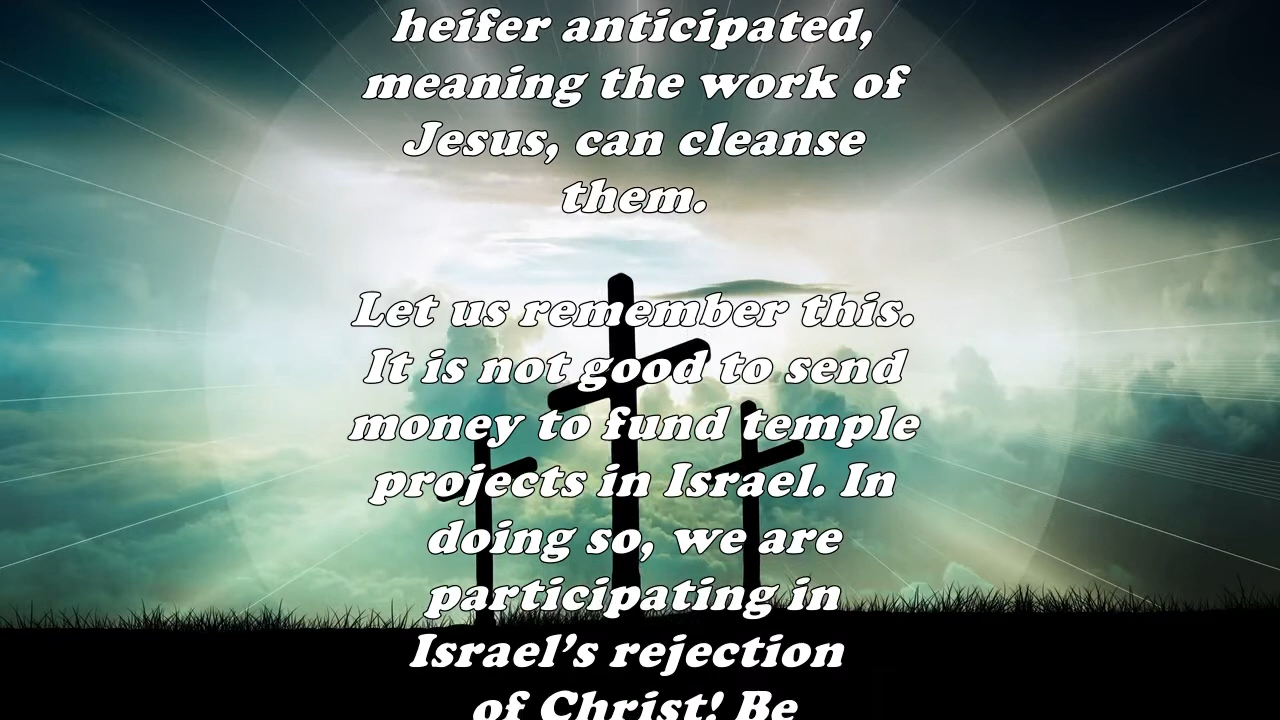 heifer anticipated,
meaning the work of
Jesus, can cleanse
them.
Let us remember this.
It is not good to send
money to fund temple
projects in Israel. In
doing so, we are
participating in
Israel’s rejection
of Christ! Be